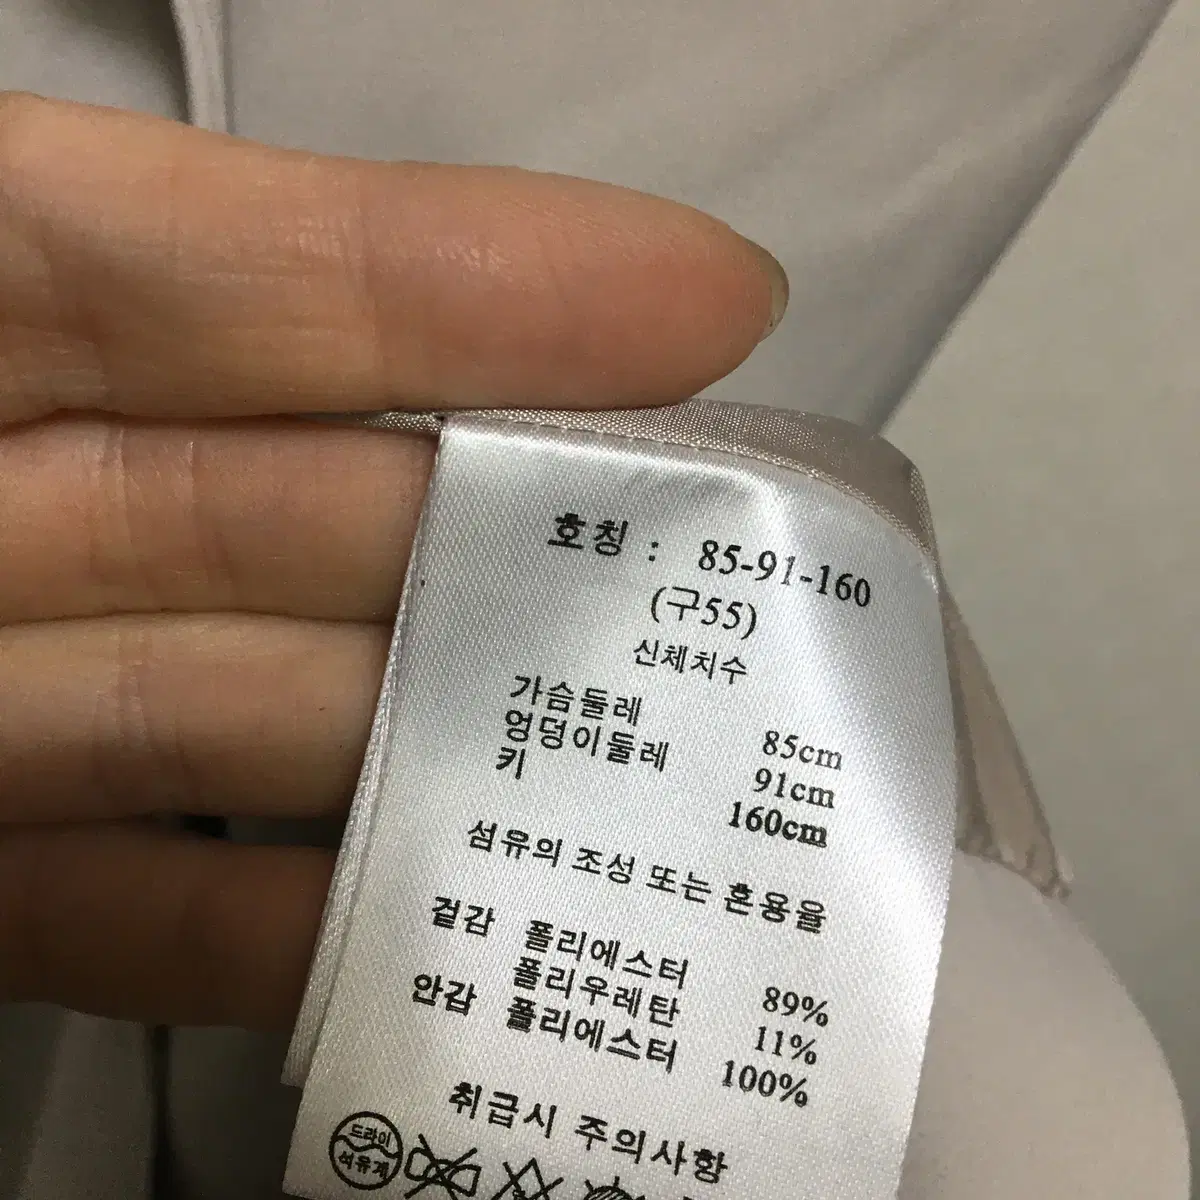 호칭 : 85-91-160
(구55)
신체치수
가슴둘레 85cm
엉덩이둘레 91cm
키 160cm
섬유의 조성 또는 혼용율
겉감 폴리에스터 89%
폴리우레탄 11%
안감 폴리에스터 100%
취급시 주의사항
드라이
석유계